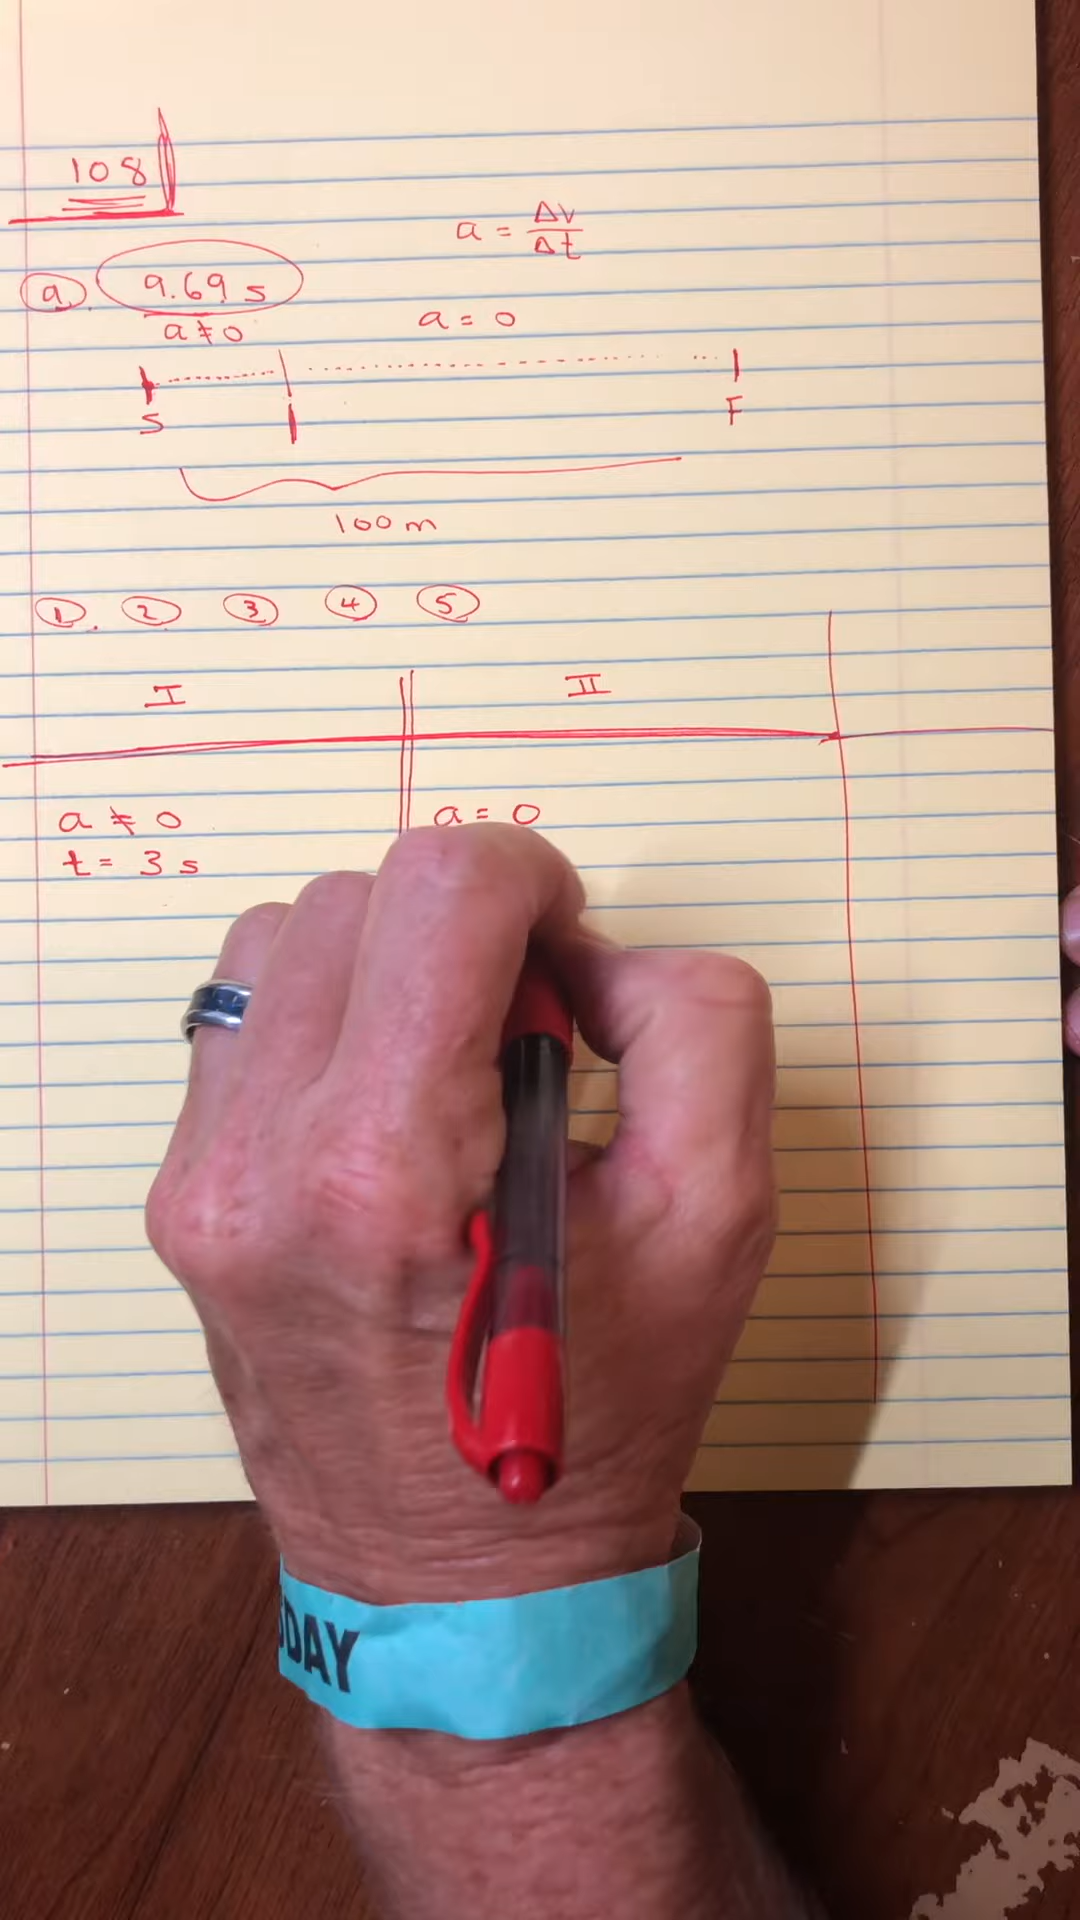 108
a = Δv/Δt
a. 9.69 s
a ≠ 0
a = 0
S
F
100 m
1. 2 3 4 5
I II
a ≠ 0 a = 0
t = 3 s
DAY